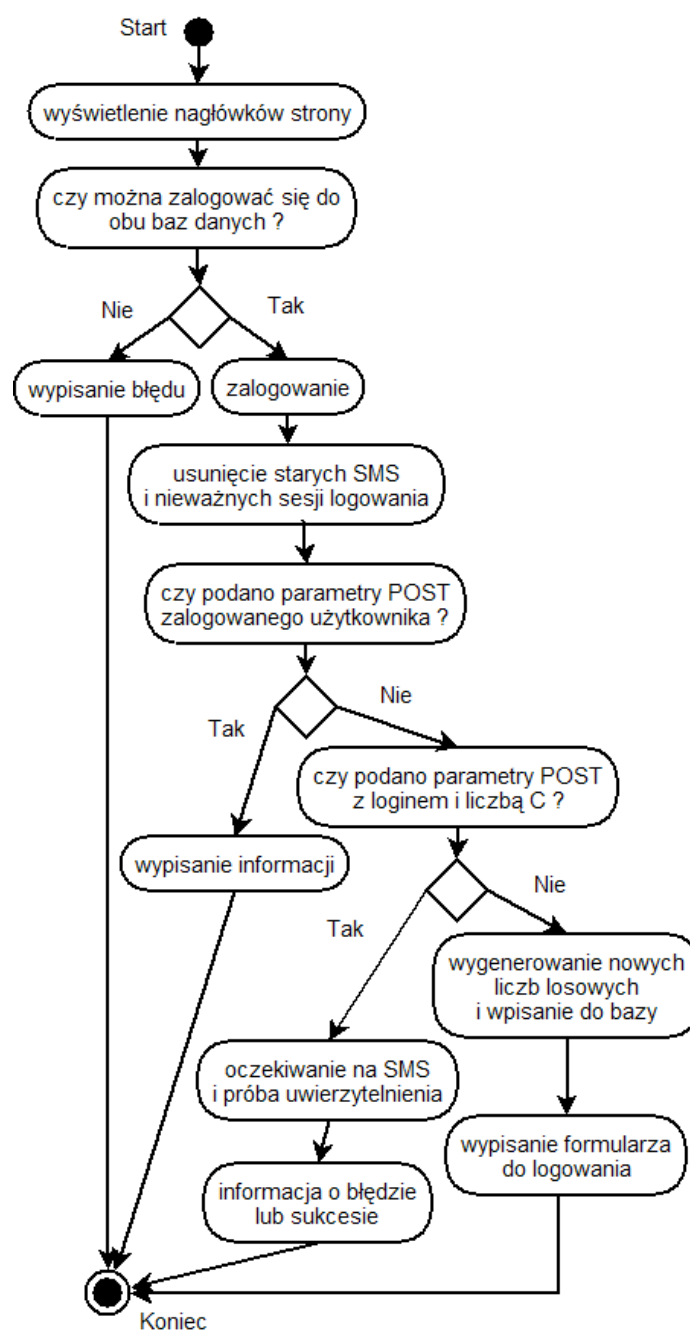 Start
wyświetlenie nagłówków strony
czy można zalogować się do
obu baz danych ?
Nie
Tak
wypisanie błędu
zalogowanie
usunięcie starych SMS
i nieważnych sesji logowania
czy podano parametry POST
zalogowanego użytkownika ?
Tak
Nie
czy podano parametry POST
z loginem i liczbą C ?
wypisanie informacji
Tak
Nie
wygenerowanie nowych
liczb losowych
i wpisanie do bazy
oczekiwanie na SMS
i próba uwierzytelnienia
wypisanie formularza
do logowania
informacja o błędzie
lub sukcesie
Koniec